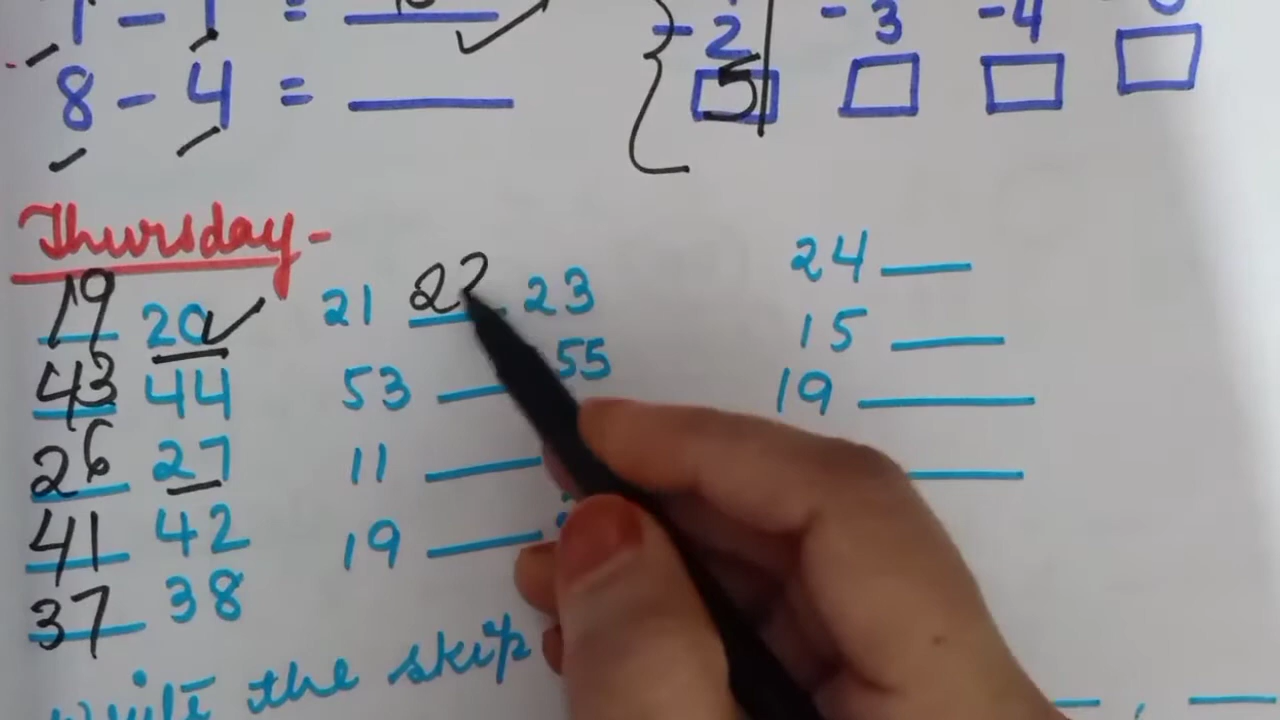 8 - 4 = ____
- 2 - 3 - 4
5
Thursday -
19 20 ✓ 21 22 23 24 ____
43 44 53 ____ 55 15 ____
26 27 11 ____ 19 ____
41 42 19 ____
37 38
Write the skip